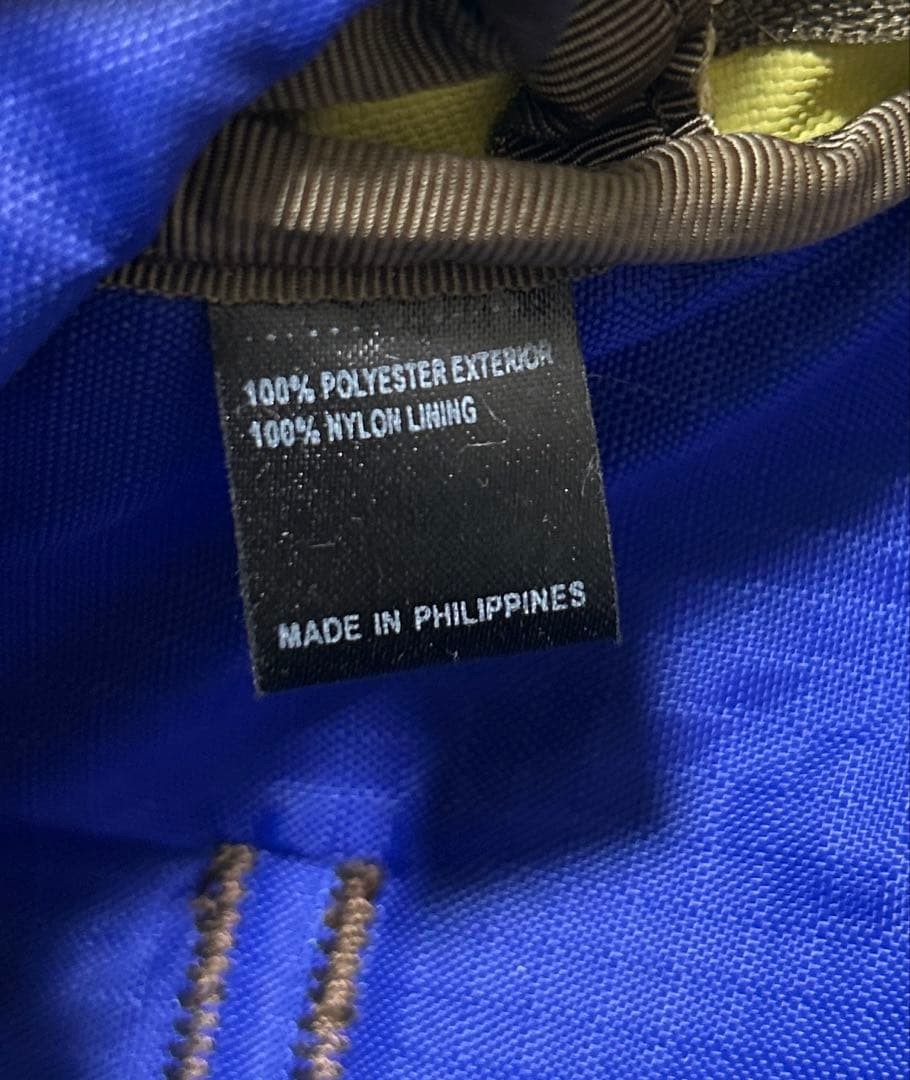 100% POLYESTER EXTERIOR
100% NYLON LINING
MADE IN PHILIPPINES